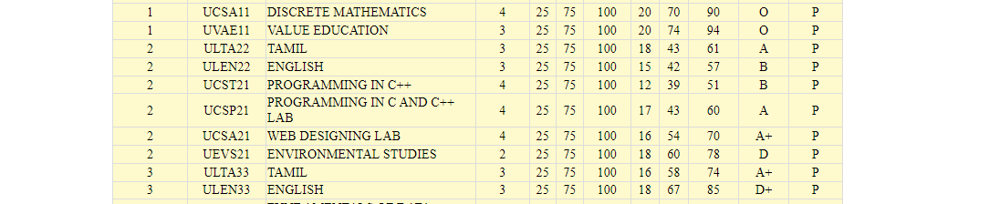 1 UCSA11 DISCRETE MATHEMATICS 4 25 75 100 20 70 90 O P
1 UVAE11 VALUE EDUCATION 3 25 75 100 20 74 94 O P
2 ULTA22 TAMIL 3 25 75 100 18 43 61 A P
2 ULEN22 ENGLISH 3 25 75 100 15 42 57 B P
2 UCST21 PROGRAMMING IN C++ 4 25 75 100 12 39 51 B P
2 UCSP21 PROGRAMMING IN C AND C++ 4 25 75 100 17 43 60 A P
LAB
2 UCSA21 WEB DESIGNING LAB 4 25 75 100 16 54 70 A+ P
2 UEVS21 ENVIRONMENTAL STUDIES 2 25 75 100 18 60 78 D P
3 ULTA33 TAMIL 3 25 75 100 16 58 74 A+ P
3 ULEN33 ENGLISH 3 25 75 100 18 67 85 D+ P